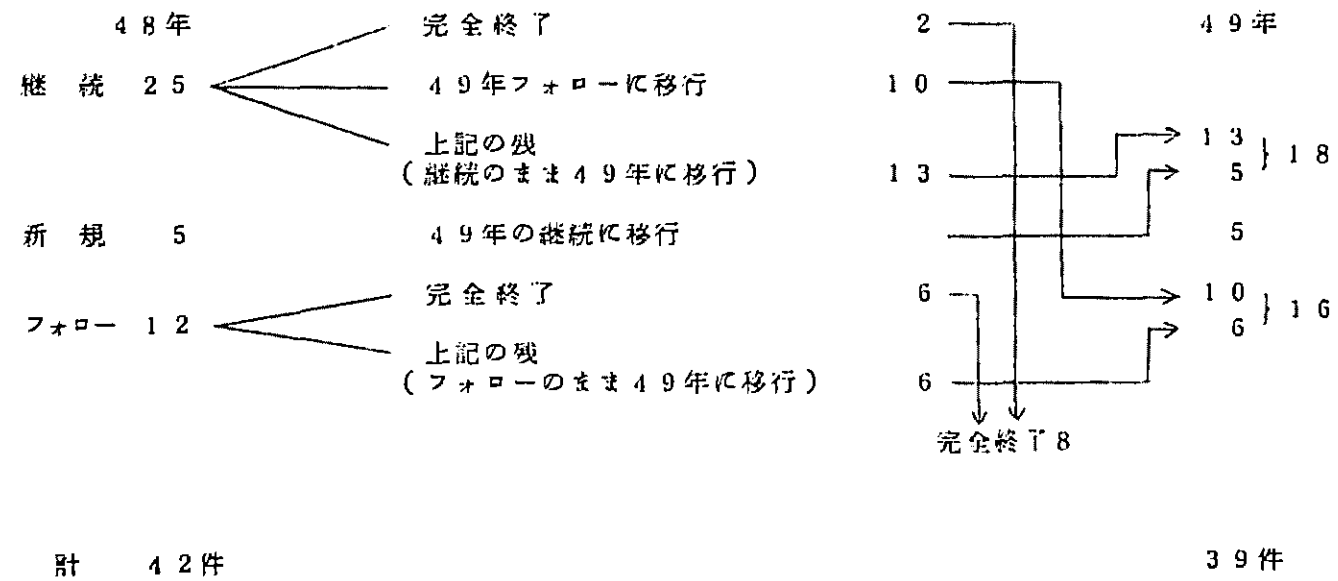 48年 完全終了 2 49年
継続 25 49年フォローに移行 10
13 } 18
上記の残
(継続のまま49年に移行) 13 5
新規 5 49年の継続に移行 5
完全終了 6 10 } 16
フォロー 12 6
上記の残
(フォローのまま49年に移行) 6
完全終了8
計 42件 39件